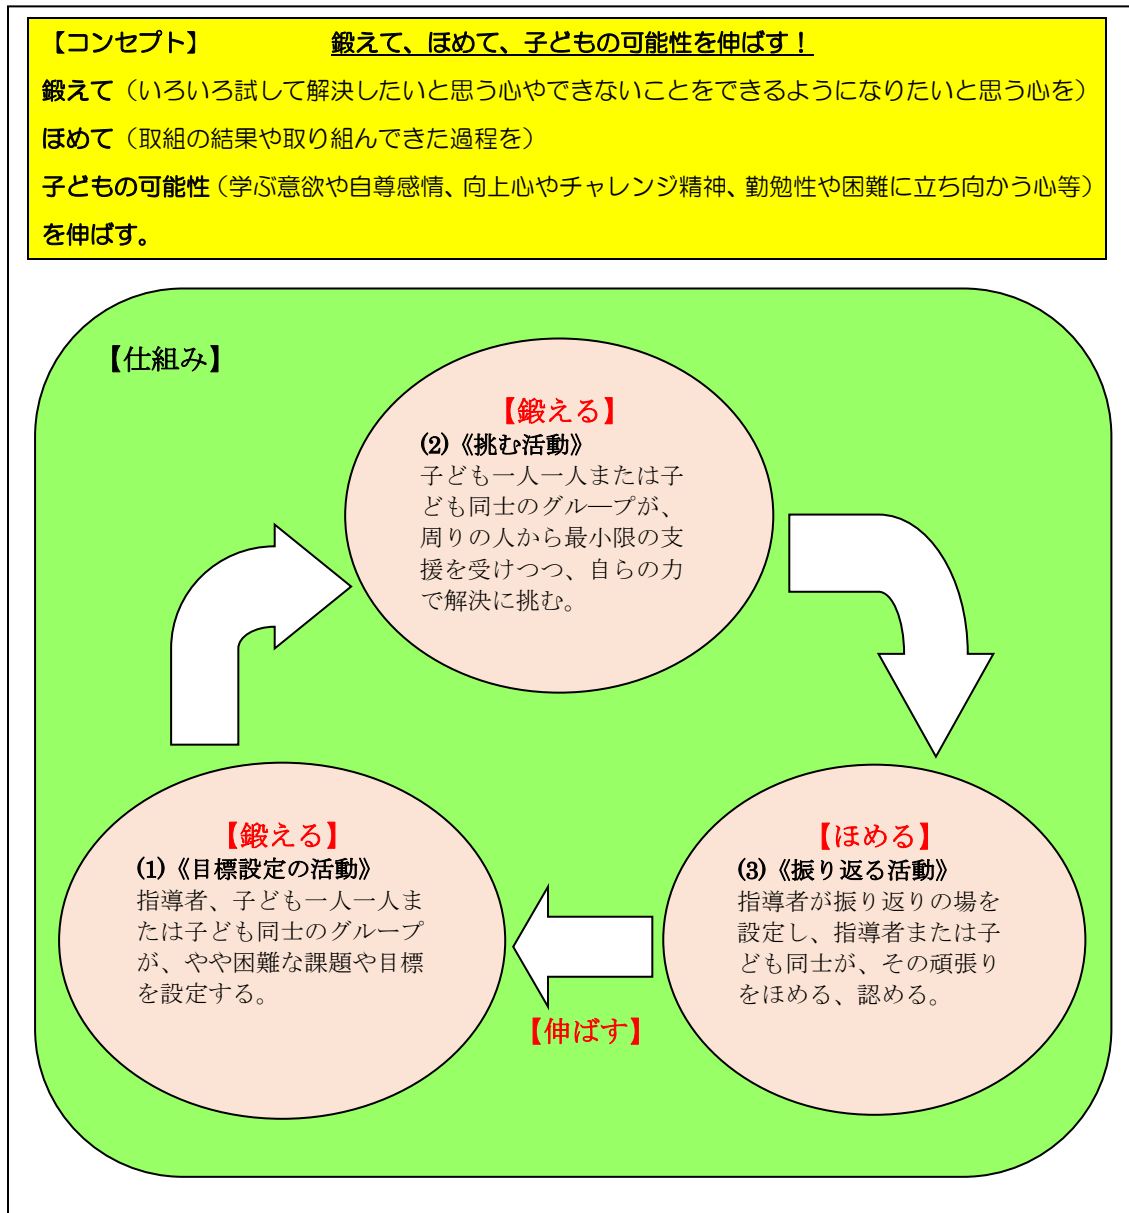 【コンセプト】 鍛えて、ほめて、子どもの可能性を伸ばす！
鍛えて（いろいろ試して解決したいと思う心やできないことをできるようになりたいと思う心を）
ほめて（取組の結果や取り組んできた過程を）
子どもの可能性（学ぶ意欲や自尊感情、向上心やチャレンジ精神、勤勉性や困難に立ち向かう心等）
を伸ばす。
【仕組み】
【鍛える】
(2)《挑む活動》
子ども一人一人または子
ども同士のグル―プが、
周りの人から最小限の支
援を受けつつ、自らの力
で解決に挑む。
【鍛える】
(1)《目標設定の活動》
指導者、子ども一人一人ま
たは子ども同士のグループ
が、やや困難な課題や目標
を設定する。
【ほめる】
(3)《振り返る活動》
指導者が振り返りの場を
設定し、指導者または子
ども同士が、その頑張り
をほめる、認める。
【伸ばす】